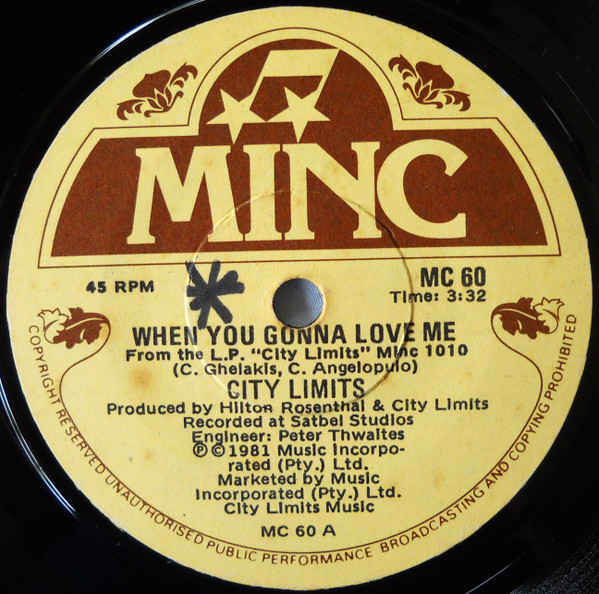 MINC
45 RPM
MC 60
Time: 3:32
WHEN YOU GONNA LOVE ME
From the L.P. "City Limits" Minc 1010
(C. Ghelakis, C. Angelopulo)
CITY LIMITS
Produced by Hilton Rosenthal & City Limits
Recorded at Satbel Studios
Engineer: Peter Thwaites
Ⓟ©1981 Music Incorpo-
rated (Pty.) Ltd.
Marketed by Music
Incorporated (Pty.) Ltd.
City Limits Music
MC 60 A
COPYRIGHT RESERVED UNAUTHORISED PUBLIC PERFORMANCE BROADCASTING AND COPYING PROHIBITED